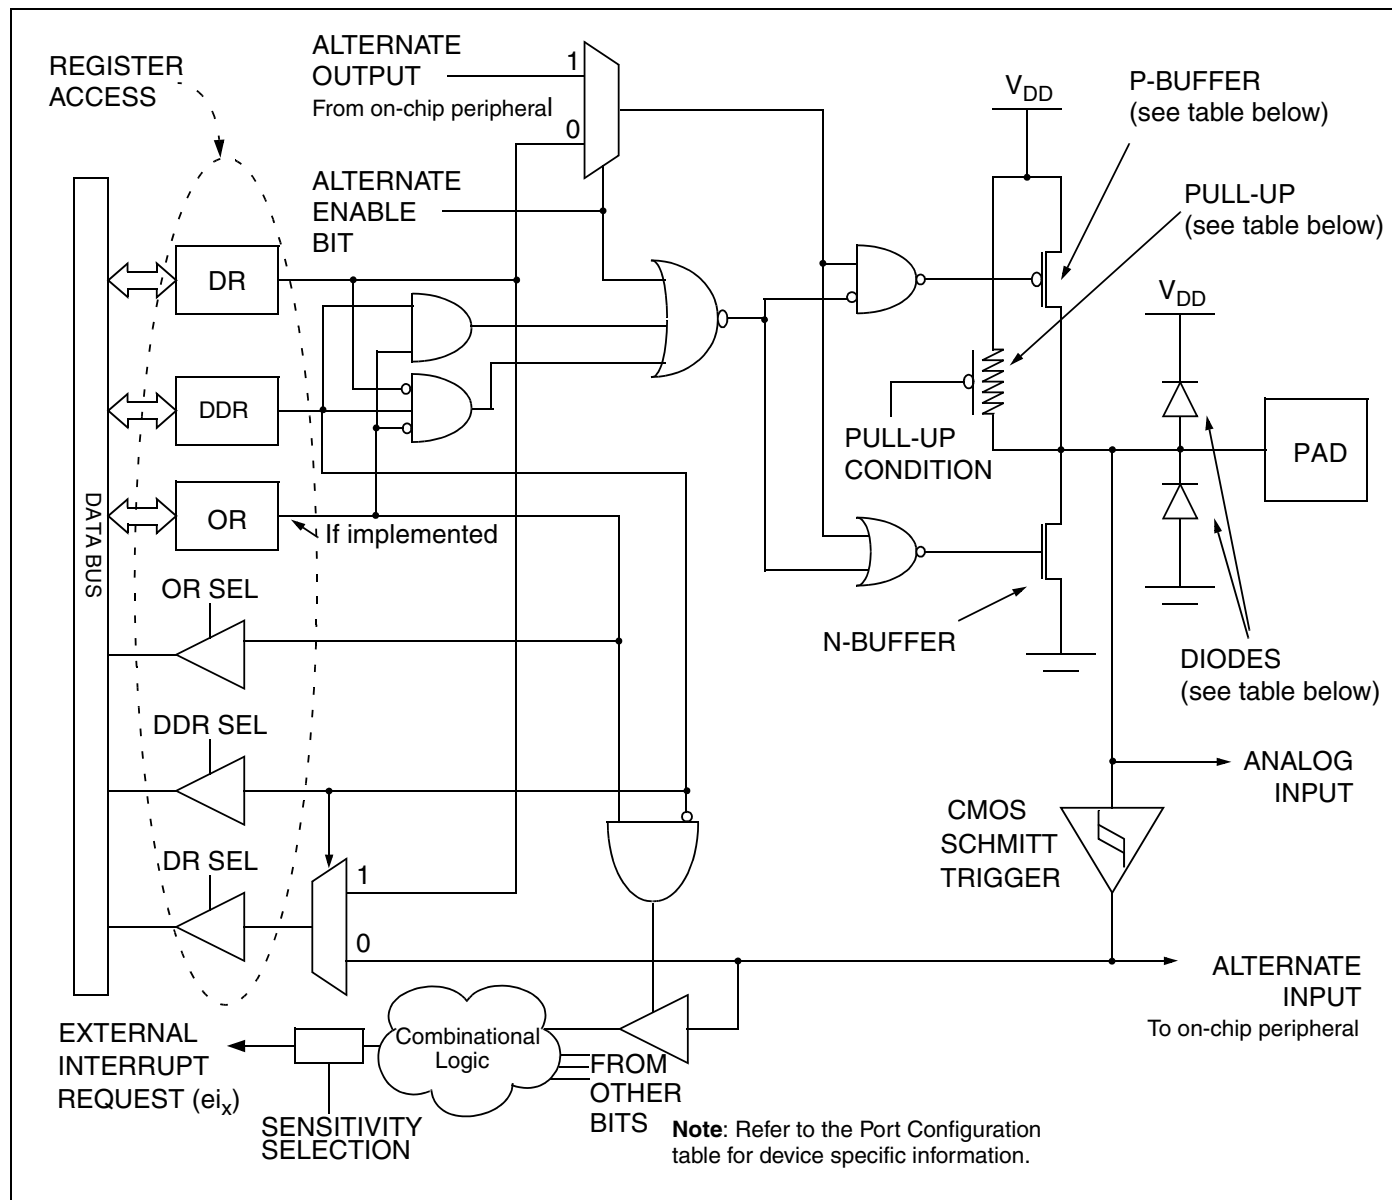 REGISTER
ACCESS
ALTERNATE
OUTPUT
From on-chip peripheral
1
0
ALTERNATE
ENABLE
BIT
VDD
P-BUFFER
(see table below)
PULL-UP
(see table below)
VDD
DR
DDR
OR
If implemented
DATA BUS
PULL-UP
CONDITION
PAD
N-BUFFER
DIODES
(see table below)
OR SEL
DDR SEL
DR SEL
1
0
ANALOG
INPUT
CMOS
SCHMITT
TRIGGER
ALTERNATE
INPUT
To on-chip peripheral
EXTERNAL
INTERRUPT
REQUEST (eix)
Combinational
Logic
FROM
OTHER
BITS
SENSITIVITY
SELECTION
Note: Refer to the Port Configuration
table for device specific information.